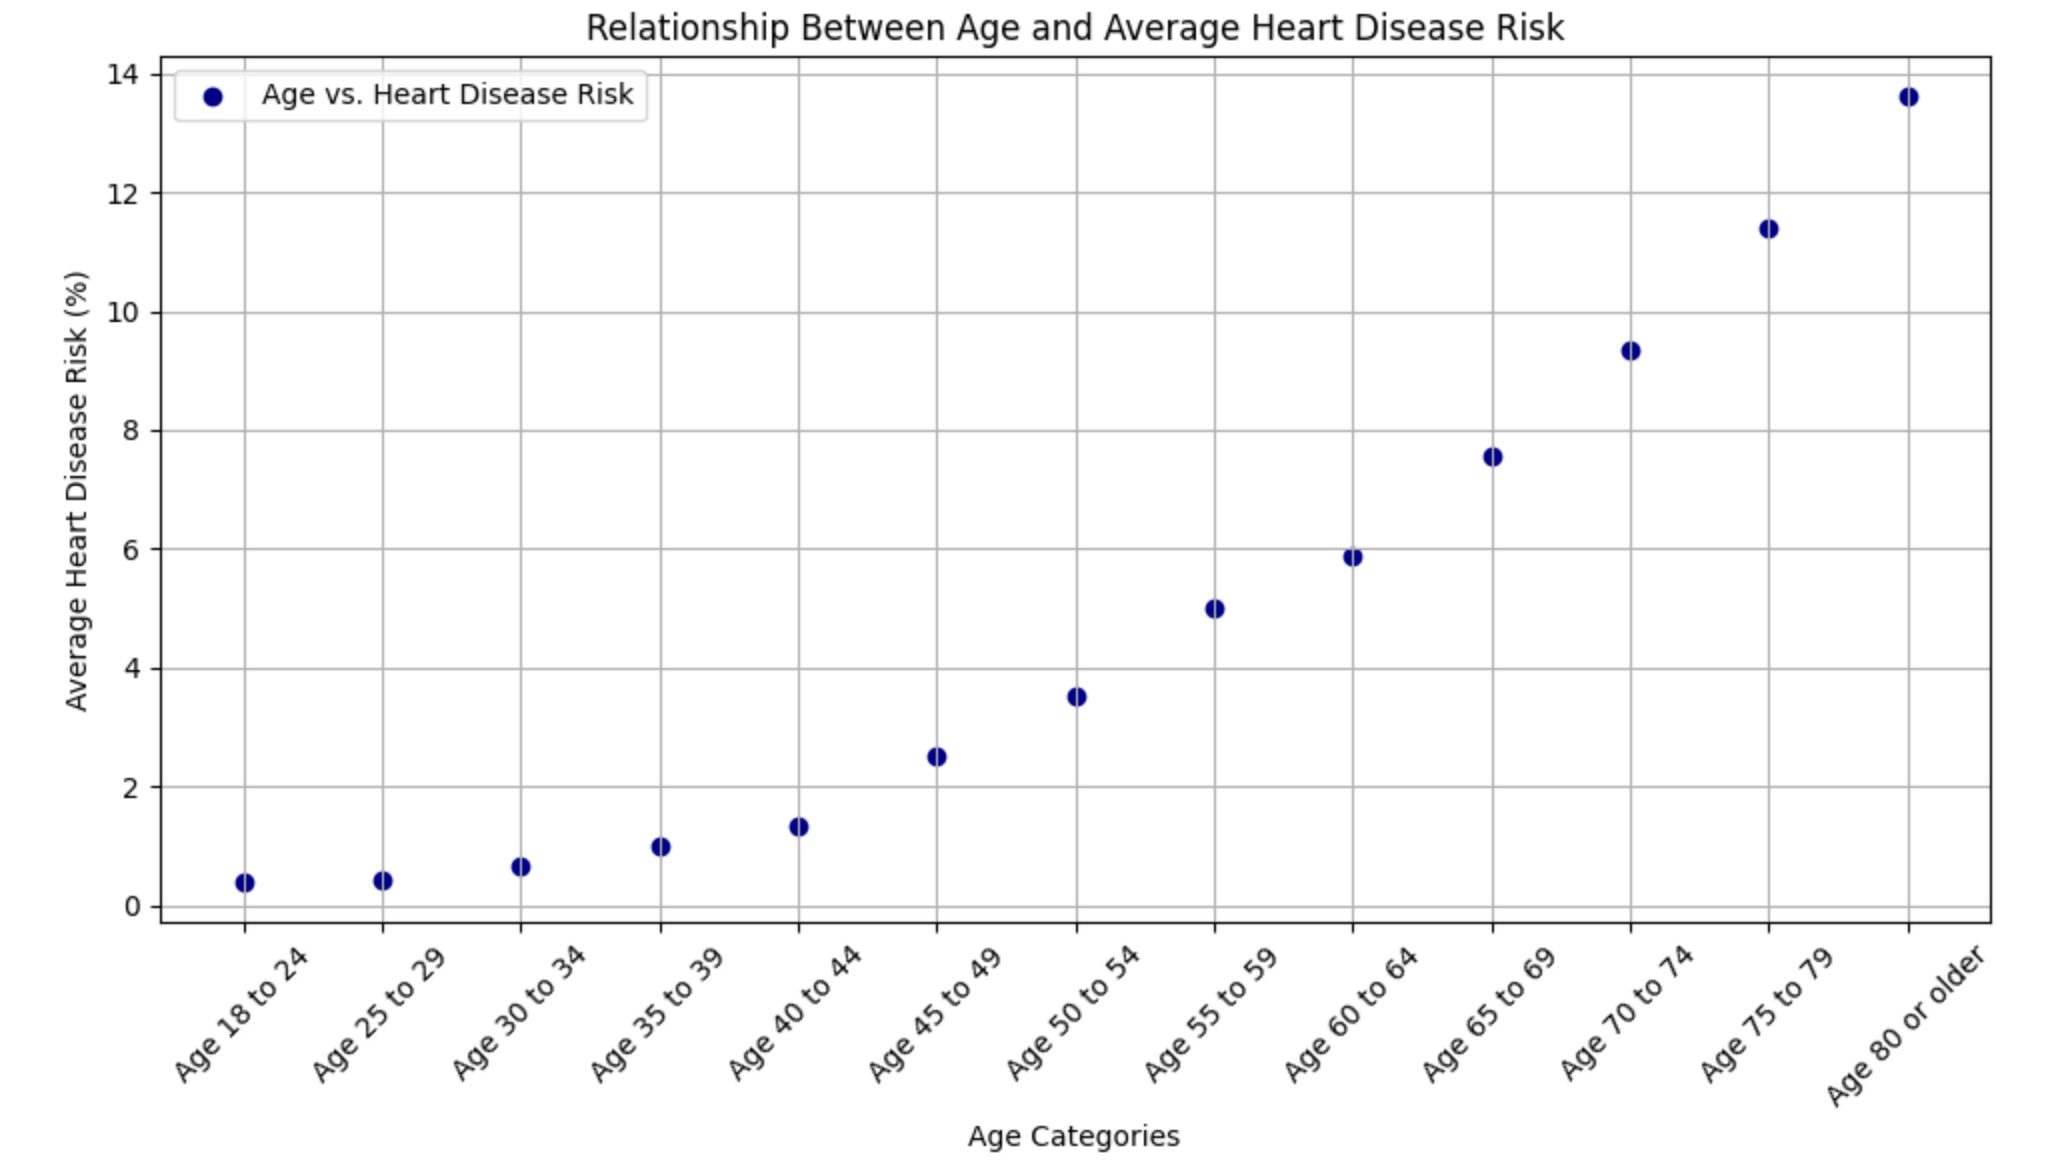 Relationship Between Age and Average Heart Disease Risk
Age vs. Heart Disease Risk
Average Heart Disease Risk (%)
14
12
10
8
6
4
2
0
Age 18 to 24
Age 25 to 29
Age 30 to 34
Age 35 to 39
Age 40 to 44
Age 45 to 49
Age 50 to 54
Age 55 to 59
Age 60 to 64
Age 65 to 69
Age 70 to 74
Age 75 to 79
Age 80 or older
Age Categories